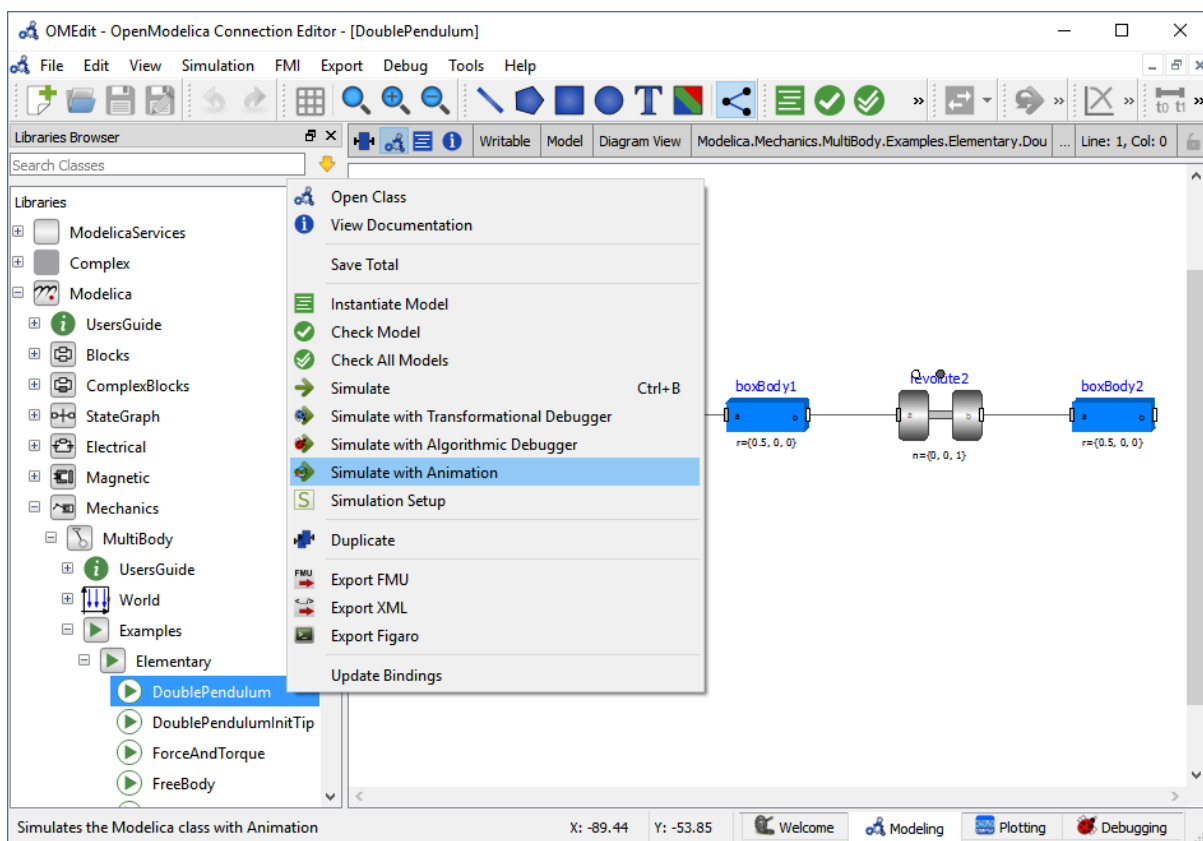 OMEdit - OpenModelica Connection Editor - [DoublePendulum]
File Edit View Simulation FMI Export Debug Tools Help
T » » » to t1 »
Libraries Browser
Writable Model Diagram View Modelica.Mechanics.MultiBody.Examples.Elementary.Dou ... Line: 1, Col: 0
Search Classes
Libraries
ModelicaServices
Complex
Modelica
UsersGuide
Blocks
ComplexBlocks
StateGraph
Electrical
Magnetic
Mechanics
MultiBody
UsersGuide
World
Examples
Elementary
DoublePendulum
DoublePendulumInitTip
ForceAndTorque
FreeBody
Open Class
View Documentation
Save Total
Instantiate Model
Check Model
Check All Models
Simulate Ctrl+B
Simulate with Transformational Debugger
Simulate with Algorithmic Debugger
Simulate with Animation
S Simulation Setup
Duplicate
FMU Export FMU
Export XML
Export Figaro
Update Bindings
boxBody1 revolute2 boxBody2
a b a b a b
r={0.5, 0, 0} n={0, 0, 1} r={0.5, 0, 0}
Simulates the Modelica class with Animation X: -89.44 Y: -53.85 Welcome Modeling Plotting Debugging